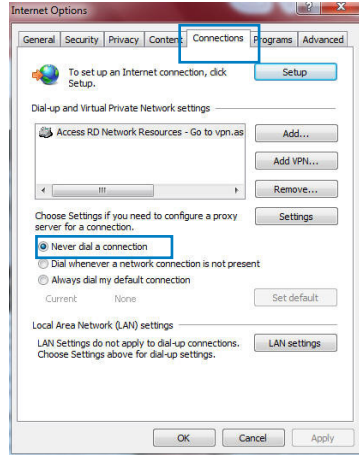 Internet Options
General Security Privacy Content Connections Programs Advanced
To set up an Internet connection, click
Setup.
Setup
Dial-up and Virtual Private Network settings
Access RD Network Resources - Go to vpn.as
Add...
Add VPN...
Remove...
Choose Settings if you need to configure a proxy
server for a connection.
Settings
Never dial a connection
Dial whenever a network connection is not present
Always dial my default connection
Current None
Set default
Local Area Network (LAN) settings
LAN Settings do not apply to dial-up connections.
Choose Settings above for dial-up settings.
LAN settings
OK Cancel Apply